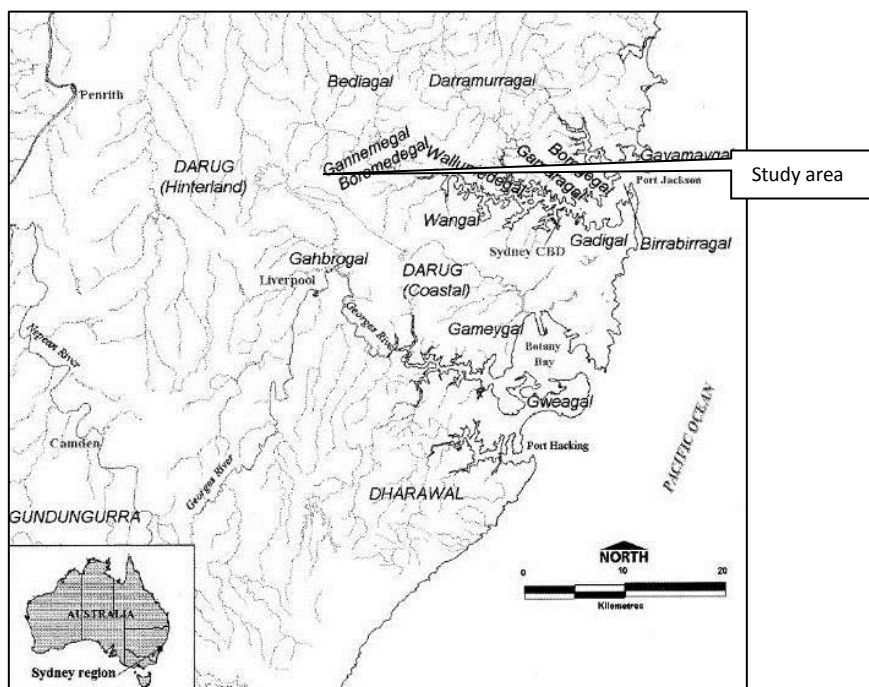 Bediagal
Darramurragal
Penrith
Gannemegal
Boromedegal
Borogegal
Gayamaygal
Study area
DARUG
(Hinterland)
Port Jackson
Wangal
Sydney CBD
Gadigal
Birrabirragal
Gahbrogal
Liverpool
DARUG
(Coastal)
Georges River
Gameygal
Nepean River
Botany
Bay
Gweagal
Camden
Port Hacking
Georges River
PACIFIC OCEAN
DHARAWAL
GUNDUNGURRA
NORTH
0
10
20
Kilometres
AUSTRALIA
Sydney region